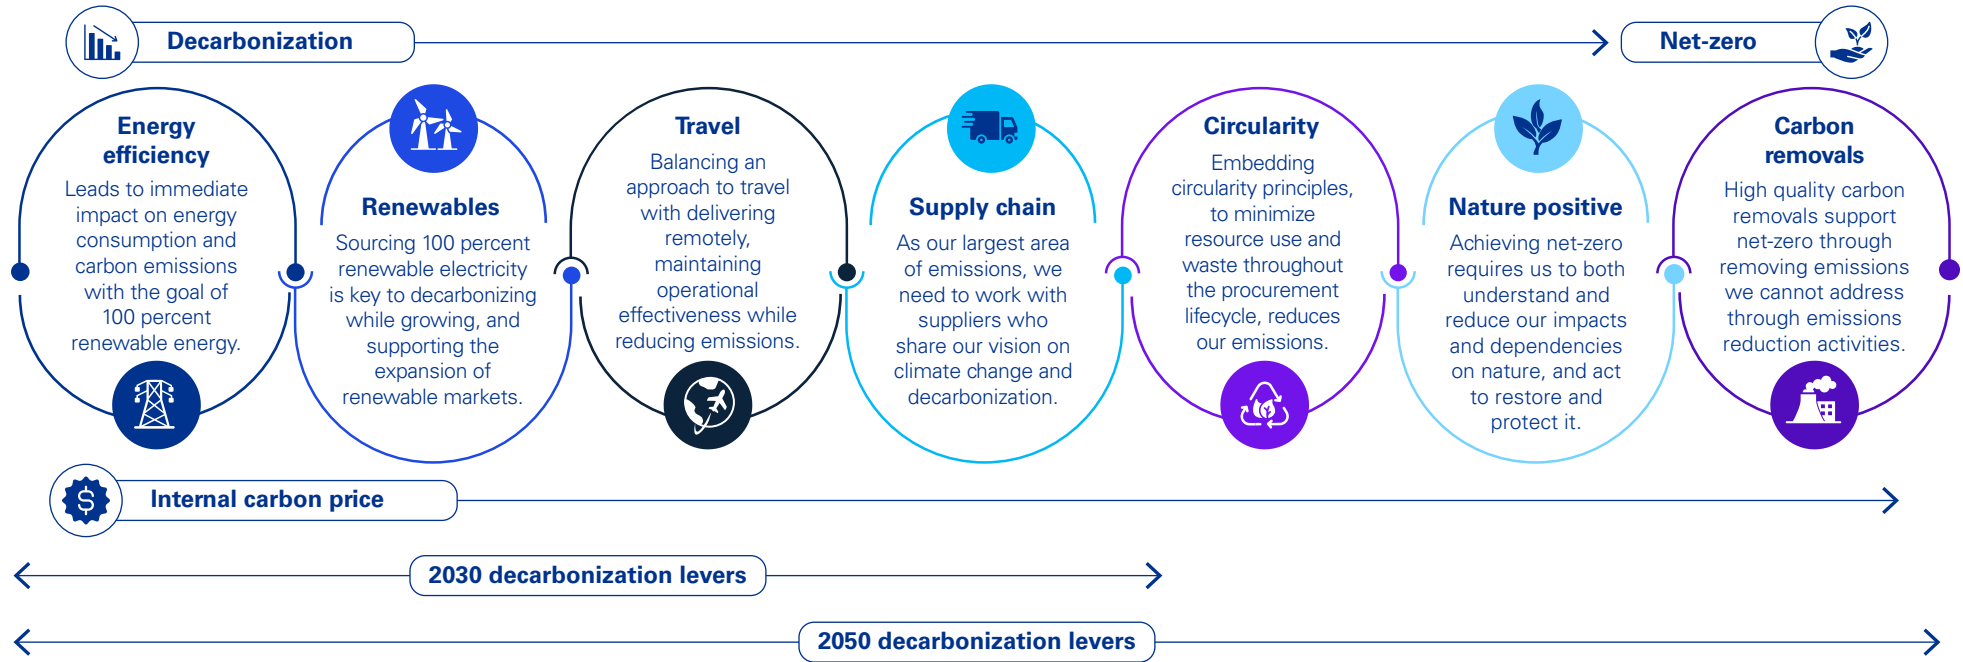 Decarbonization
Net-zero
Energy
efficiency
Leads to immediate
impact on energy
consumption and
carbon emissions
with the goal of
100 percent
renewable energy.
Renewables
Sourcing 100 percent
renewable electricity
is key to decarbonizing
while growing, and
supporting the
expansion of
renewable markets.
Travel
Balancing an
approach to travel
with delivering
remotely,
maintaining
operational
effectiveness while
reducing emissions.
Supply chain
As our largest area
of emissions, we
need to work with
suppliers who
share our vision on
climate change and
decarbonization.
Circularity
Embedding
circularity principles,
to minimize
resource use and
waste throughout
the procurement
lifecycle, reduces
our emissions.
Nature positive
Achieving net-zero
requires us to both
understand and
reduce our impacts
and dependencies
on nature, and act
to restore and
protect it.
Carbon
removals
High quality carbon
removals support
net-zero through
removing emissions
we cannot address
through emissions
reduction activities.
$
Internal carbon price
2030 decarbonization levers
2050 decarbonization levers